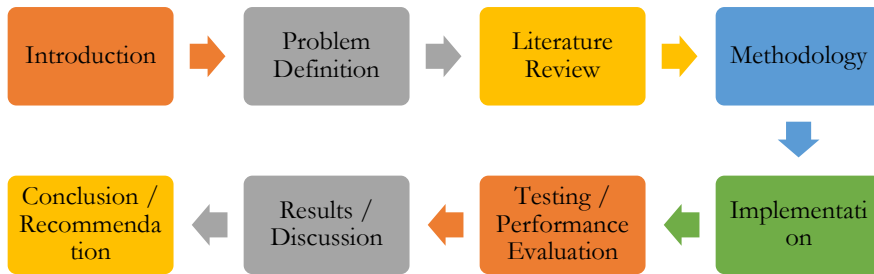 Introduction
Problem
Definition
Literature
Review
Methodology
Implementati
on
Testing /
Performance
Evaluation
Results /
Discussion
Conclusion /
Recommenda
tion